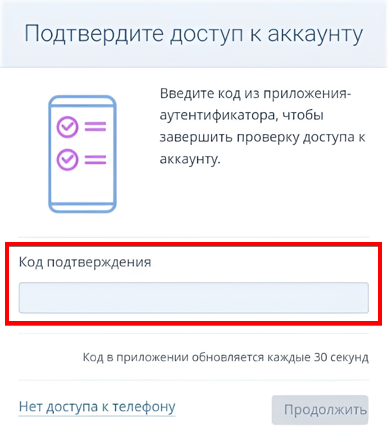 Подтвердите доступ к аккаунту
Введите код из приложения-
аутентификатора, чтобы
завершить проверку доступа к
аккаунту.
Код подтверждения
Код в приложении обновляется каждые 30 секунд
Нет доступа к телефону
Продолжить